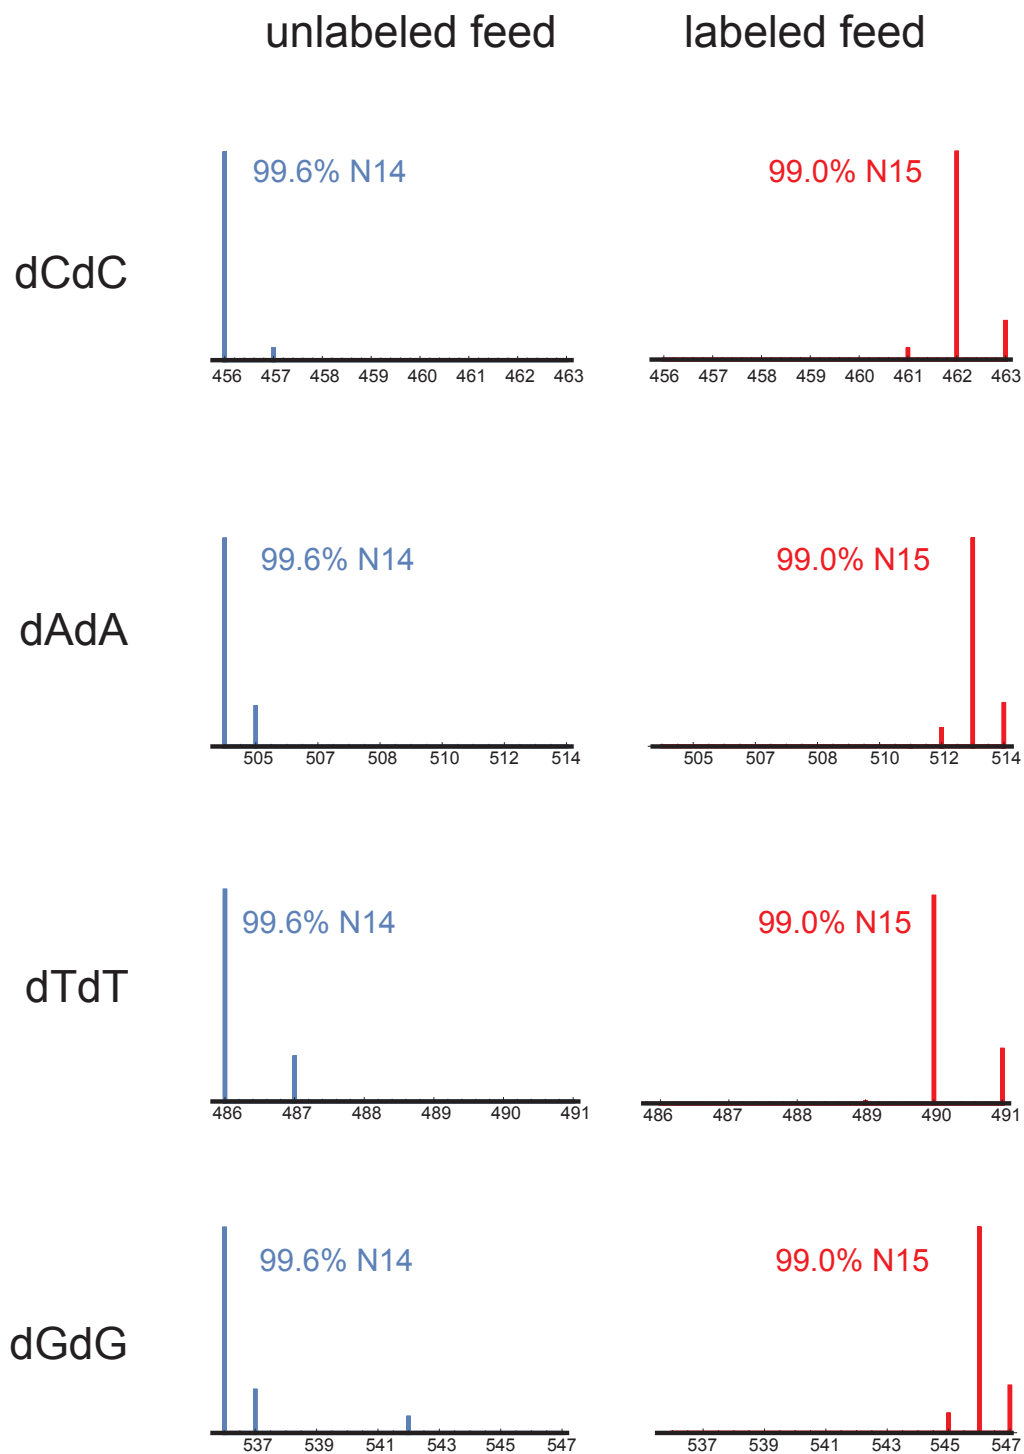 unlabeled feed labeled feed
99.6% N14 99.0% N15
dCdC
456 457 458 459 460 461 462 463 456 457 458 459 460 461 462 463
99.6% N14 99.0% N15
dAdA
505 507 508 510 512 514 505 507 508 510 512 514
99.6% N14 99.0% N15
dTdT
486 487 488 489 490 491 486 487 488 489 490 491
99.6% N14 99.0% N15
dGdG
537 539 541 543 545 547 537 539 541 543 545 547